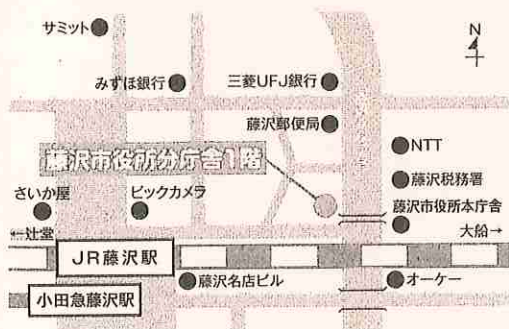 サミット
N
みずほ銀行
三菱UFJ銀行
藤沢郵便局
NTT
藤沢市役所分庁舎1階
藤沢税務署
さいか屋
ビックカメラ
藤沢市役所本庁舎
←辻堂
大船→
JR藤沢駅
藤沢名店ビル
オーケー
小田急藤沢駅